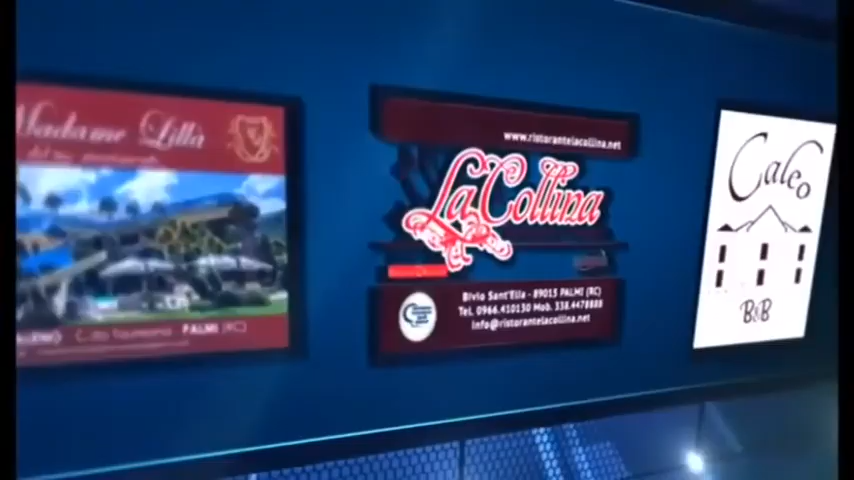 Madame Lillà
PALMI (RC)
www.ristorantelacollina.net
La Collina
Bivio Sant'Elia - 89015 PALMI (RC)
Tel. 0966.410130 Mob. 338.4478888
info@ristorantelacollina.net
Caleo
B&B